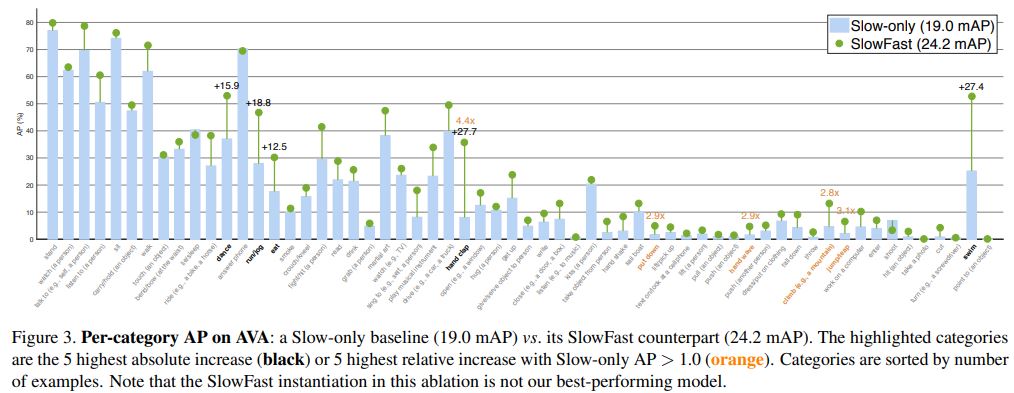 Slow-only (19.0 mAP)
SlowFast (24.2 mAP)
AP (%)
80
70
60
50
40
30
20
10
0
+15.9
+18.8
+12.5
4.4x
+27.7
2.9x
2.9x
2.8x
3.1x
+27.4
stand
watch (a person)
talk to (e.g., self, a person)
listen to (a person)
sit
carry/hold (an object)
walk
touch (an object)
bend/bow (at the waist)
lie/sleep
ride (e.g., a bike, a horse)
dance
answer phone
run/jog
eat
smoke
crouch/kneel
fight/hit (a person)
read
drink
grab (a person)
martial art
watch (e.g., TV)
sing to (e.g., self, a person)
play musical instrument
drive (e.g., a car, a truck)
hand clap
open (e.g., a window)
hug (a person)
get up
give/serve object to person
write
close (e.g., a door, a box)
listen (e.g., to music)
kiss (a person)
take object from person
hand shake
sail boat
put down
lift/pick up
text on/look at a cellphone
lift (a person)
pull (an object)
push (an object)
hand wave
push (another person)
dress/put on clothing
fall down
throw
climb (e.g., a mountain)
jump/leap
work on a computer
enter
shoot
hit (an object)
take a photo
cut
turn (e.g., a screwdriver)
swim
point to (an object)
Figure 3. Per-category AP on AVA: a Slow-only baseline (19.0 mAP) vs. its SlowFast counterpart (24.2 mAP). The highlighted categories
are the 5 highest absolute increase (black) or 5 highest relative increase with Slow-only AP > 1.0 (orange). Categories are sorted by number
of examples. Note that the SlowFast instantiation in this ablation is not our best-performing model.